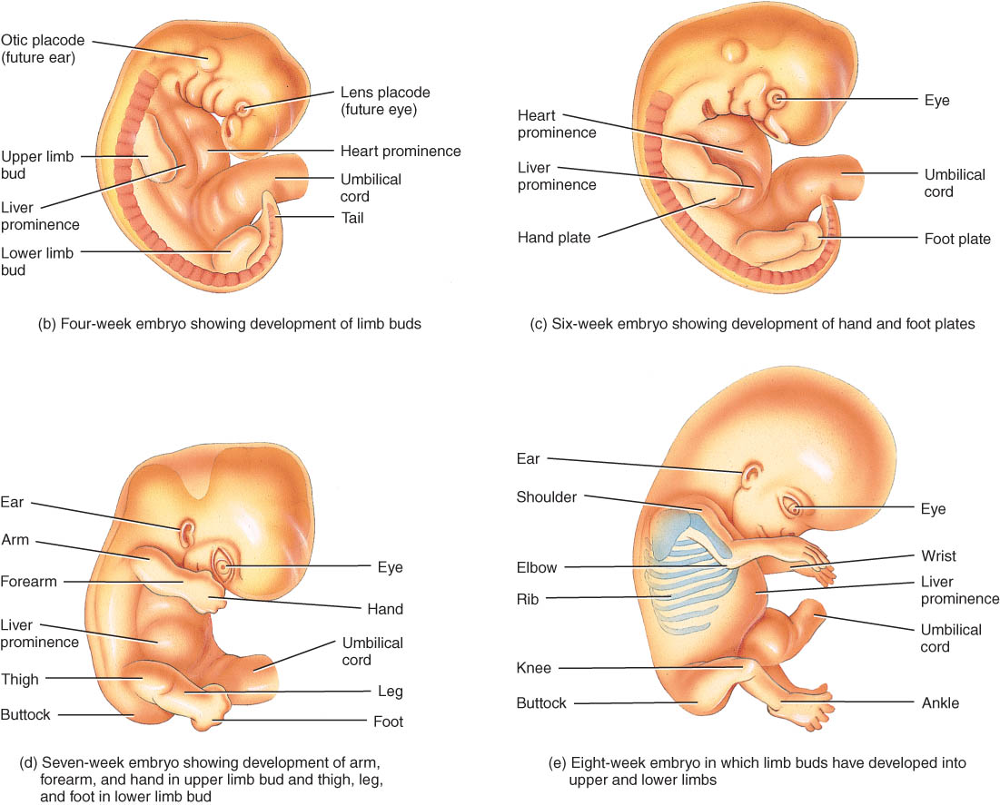 Otic placode
(future ear)
Lens placode
(future eye)
Heart prominence
Upper limb
bud
Umbilical
cord
Liver
prominence
Tail
Lower limb
bud
(b) Four-week embryo showing development of limb buds
Eye
Heart
prominence
Liver
prominence
Umbilical
cord
Hand plate
Foot plate
(c) Six-week embryo showing development of hand and foot plates
Ear
Arm
Forearm
Eye
Hand
Liver
prominence
Umbilical
cord
Thigh
Leg
Buttock
Foot
(d) Seven-week embryo showing development of arm,
forearm, and hand in upper limb bud and thigh, leg,
and foot in lower limb bud
Ear
Shoulder
Eye
Elbow
Wrist
Rib
Liver
prominence
Umbilical
cord
Knee
Buttock
Ankle
(e) Eight-week embryo in which limb buds have developed into
upper and lower limbs